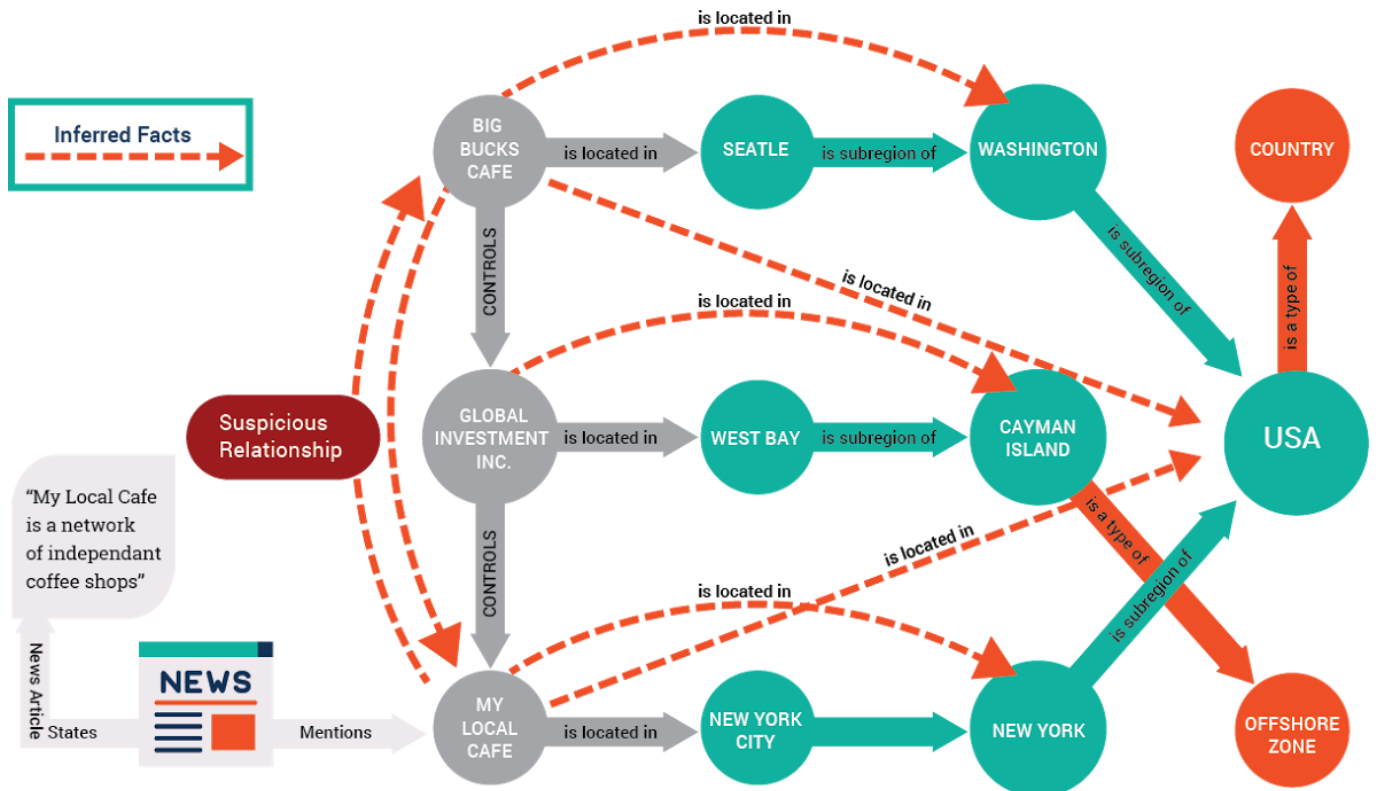 is located in
Inferred Facts
BIG
BUCKS
CAFE
is located in
SEATLE
is subregion of
WASHINGTON
COUNTRY
CONTROLS
is subregion of
is a type of
is located in
is located in
Suspicious
Relationship
GLOBAL
INVESTMENT
INC.
is located in
WEST BAY
is subregion of
CAYMAN
ISLAND
USA
“My Local Cafe
is a network
of independant
coffee shops”
CONTROLS
is located in
is a type of
is located in
is subregion of
News Article
States
NEWS
Mentions
MY
LOCAL
CAFE
is located in
NEW YORK
CITY
NEW YORK
OFFSHORE
ZONE